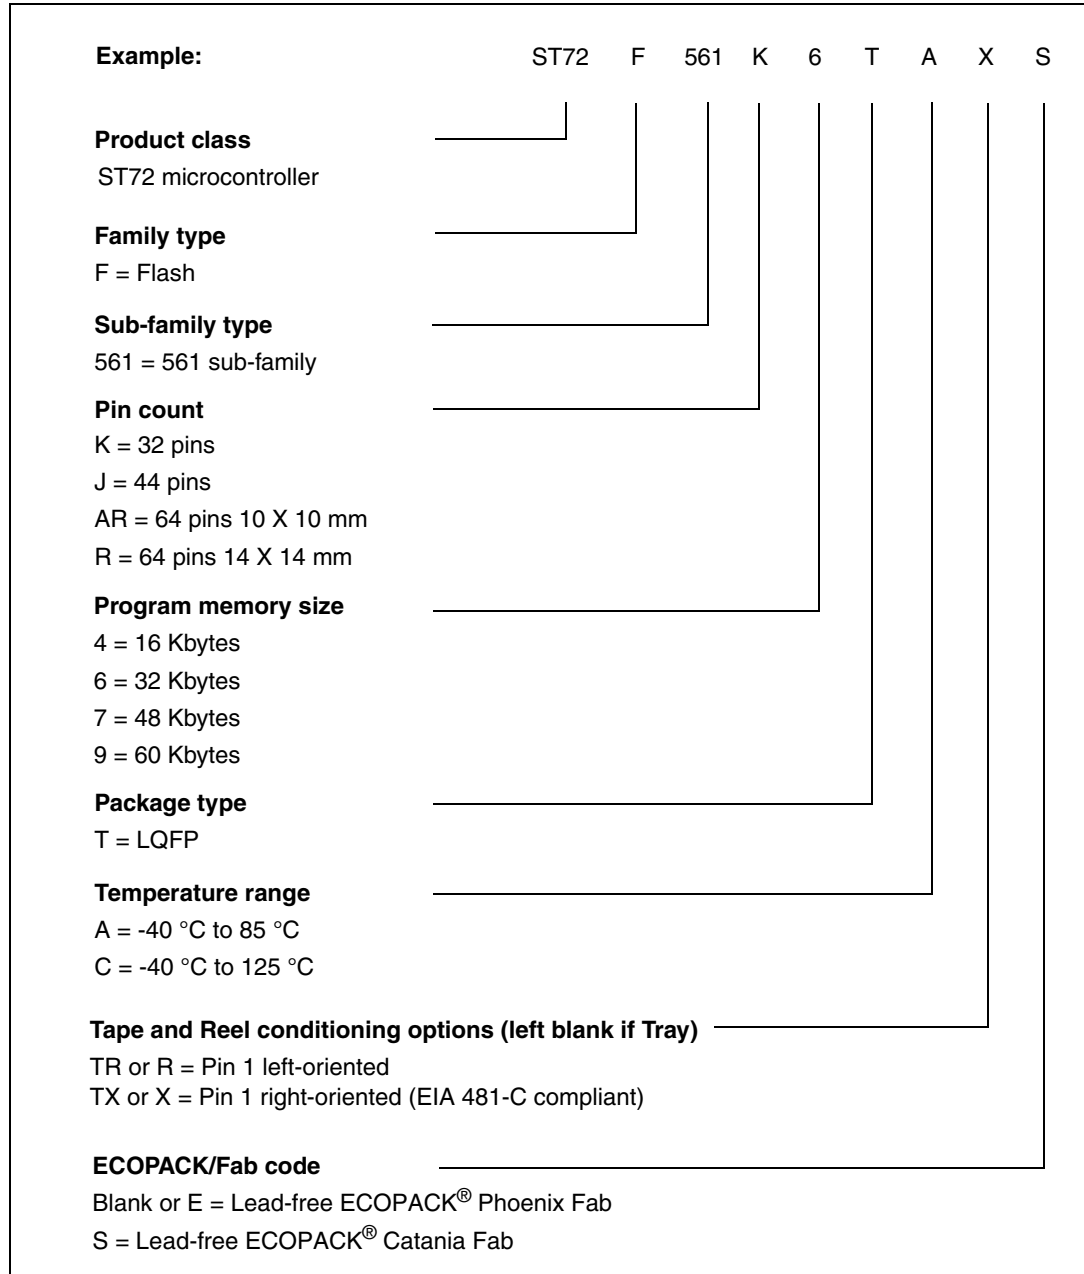 Example: ST72 F 561 K 6 T A X S
Product class
ST72 microcontroller
Family type
F = Flash
Sub-family type
561 = 561 sub-family
Pin count
K = 32 pins
J = 44 pins
AR = 64 pins 10 X 10 mm
R = 64 pins 14 X 14 mm
Program memory size
4 = 16 Kbytes
6 = 32 Kbytes
7 = 48 Kbytes
9 = 60 Kbytes
Package type
T = LQFP
Temperature range
A = -40 °C to 85 °C
C = -40 °C to 125 °C
Tape and Reel conditioning options (left blank if Tray)
TR or R = Pin 1 left-oriented
TX or X = Pin 1 right-oriented (EIA 481-C compliant)
ECOPACK/Fab code
Blank or E = Lead-free ECOPACK® Phoenix Fab
S = Lead-free ECOPACK® Catania Fab